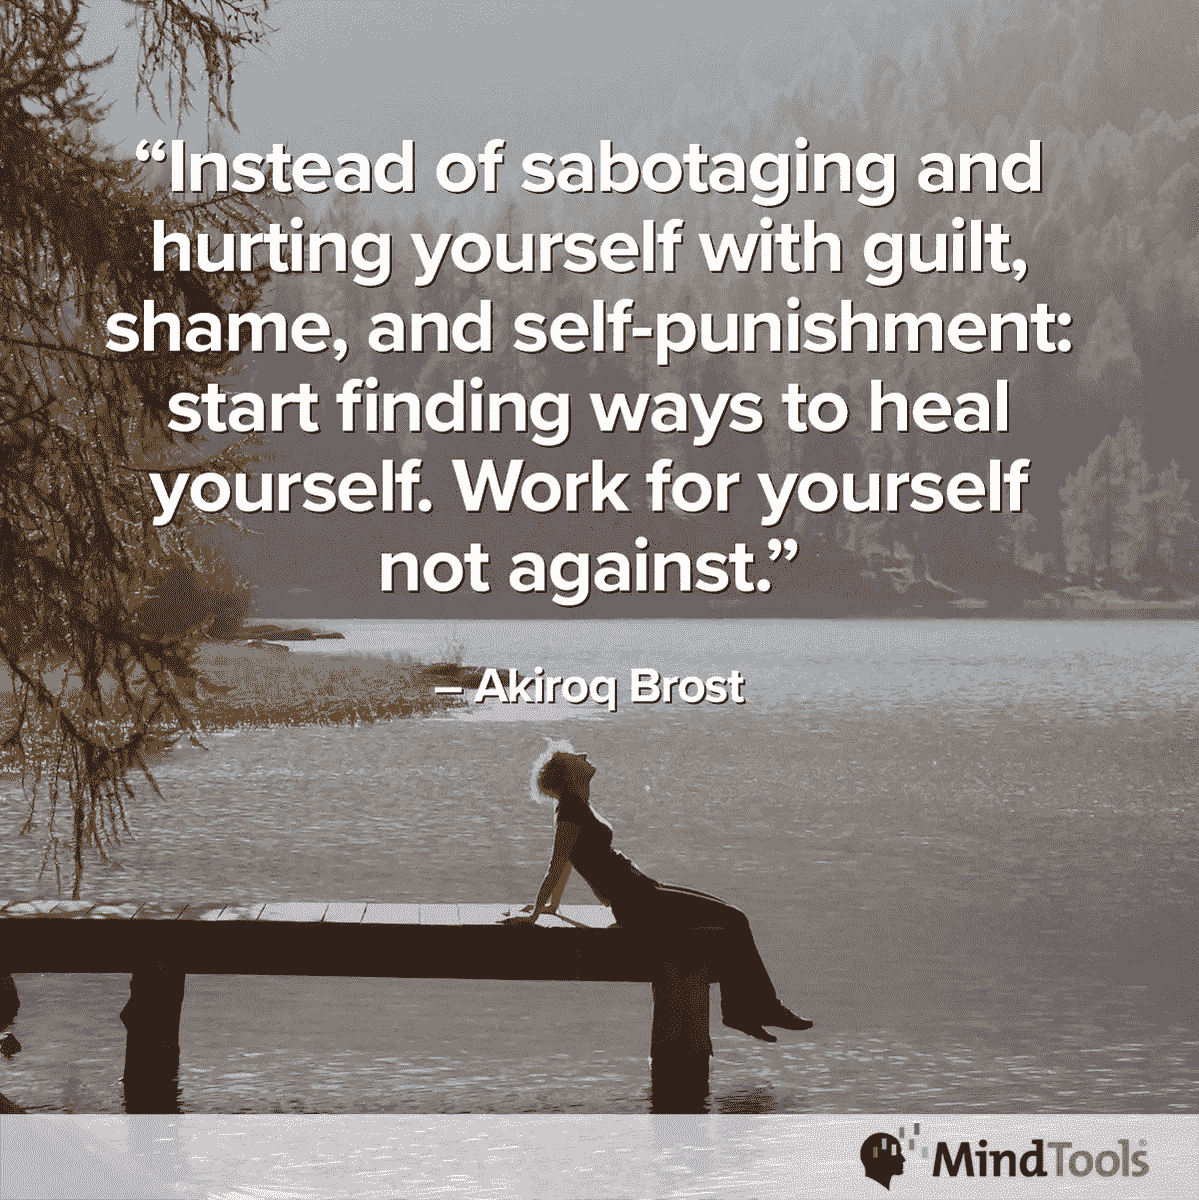 “Instead of sabotaging and
hurting yourself with guilt,
shame, and self-punishment:
start finding ways to heal
yourself. Work for yourself
not against.”
– Akiroq Brost
MindTools